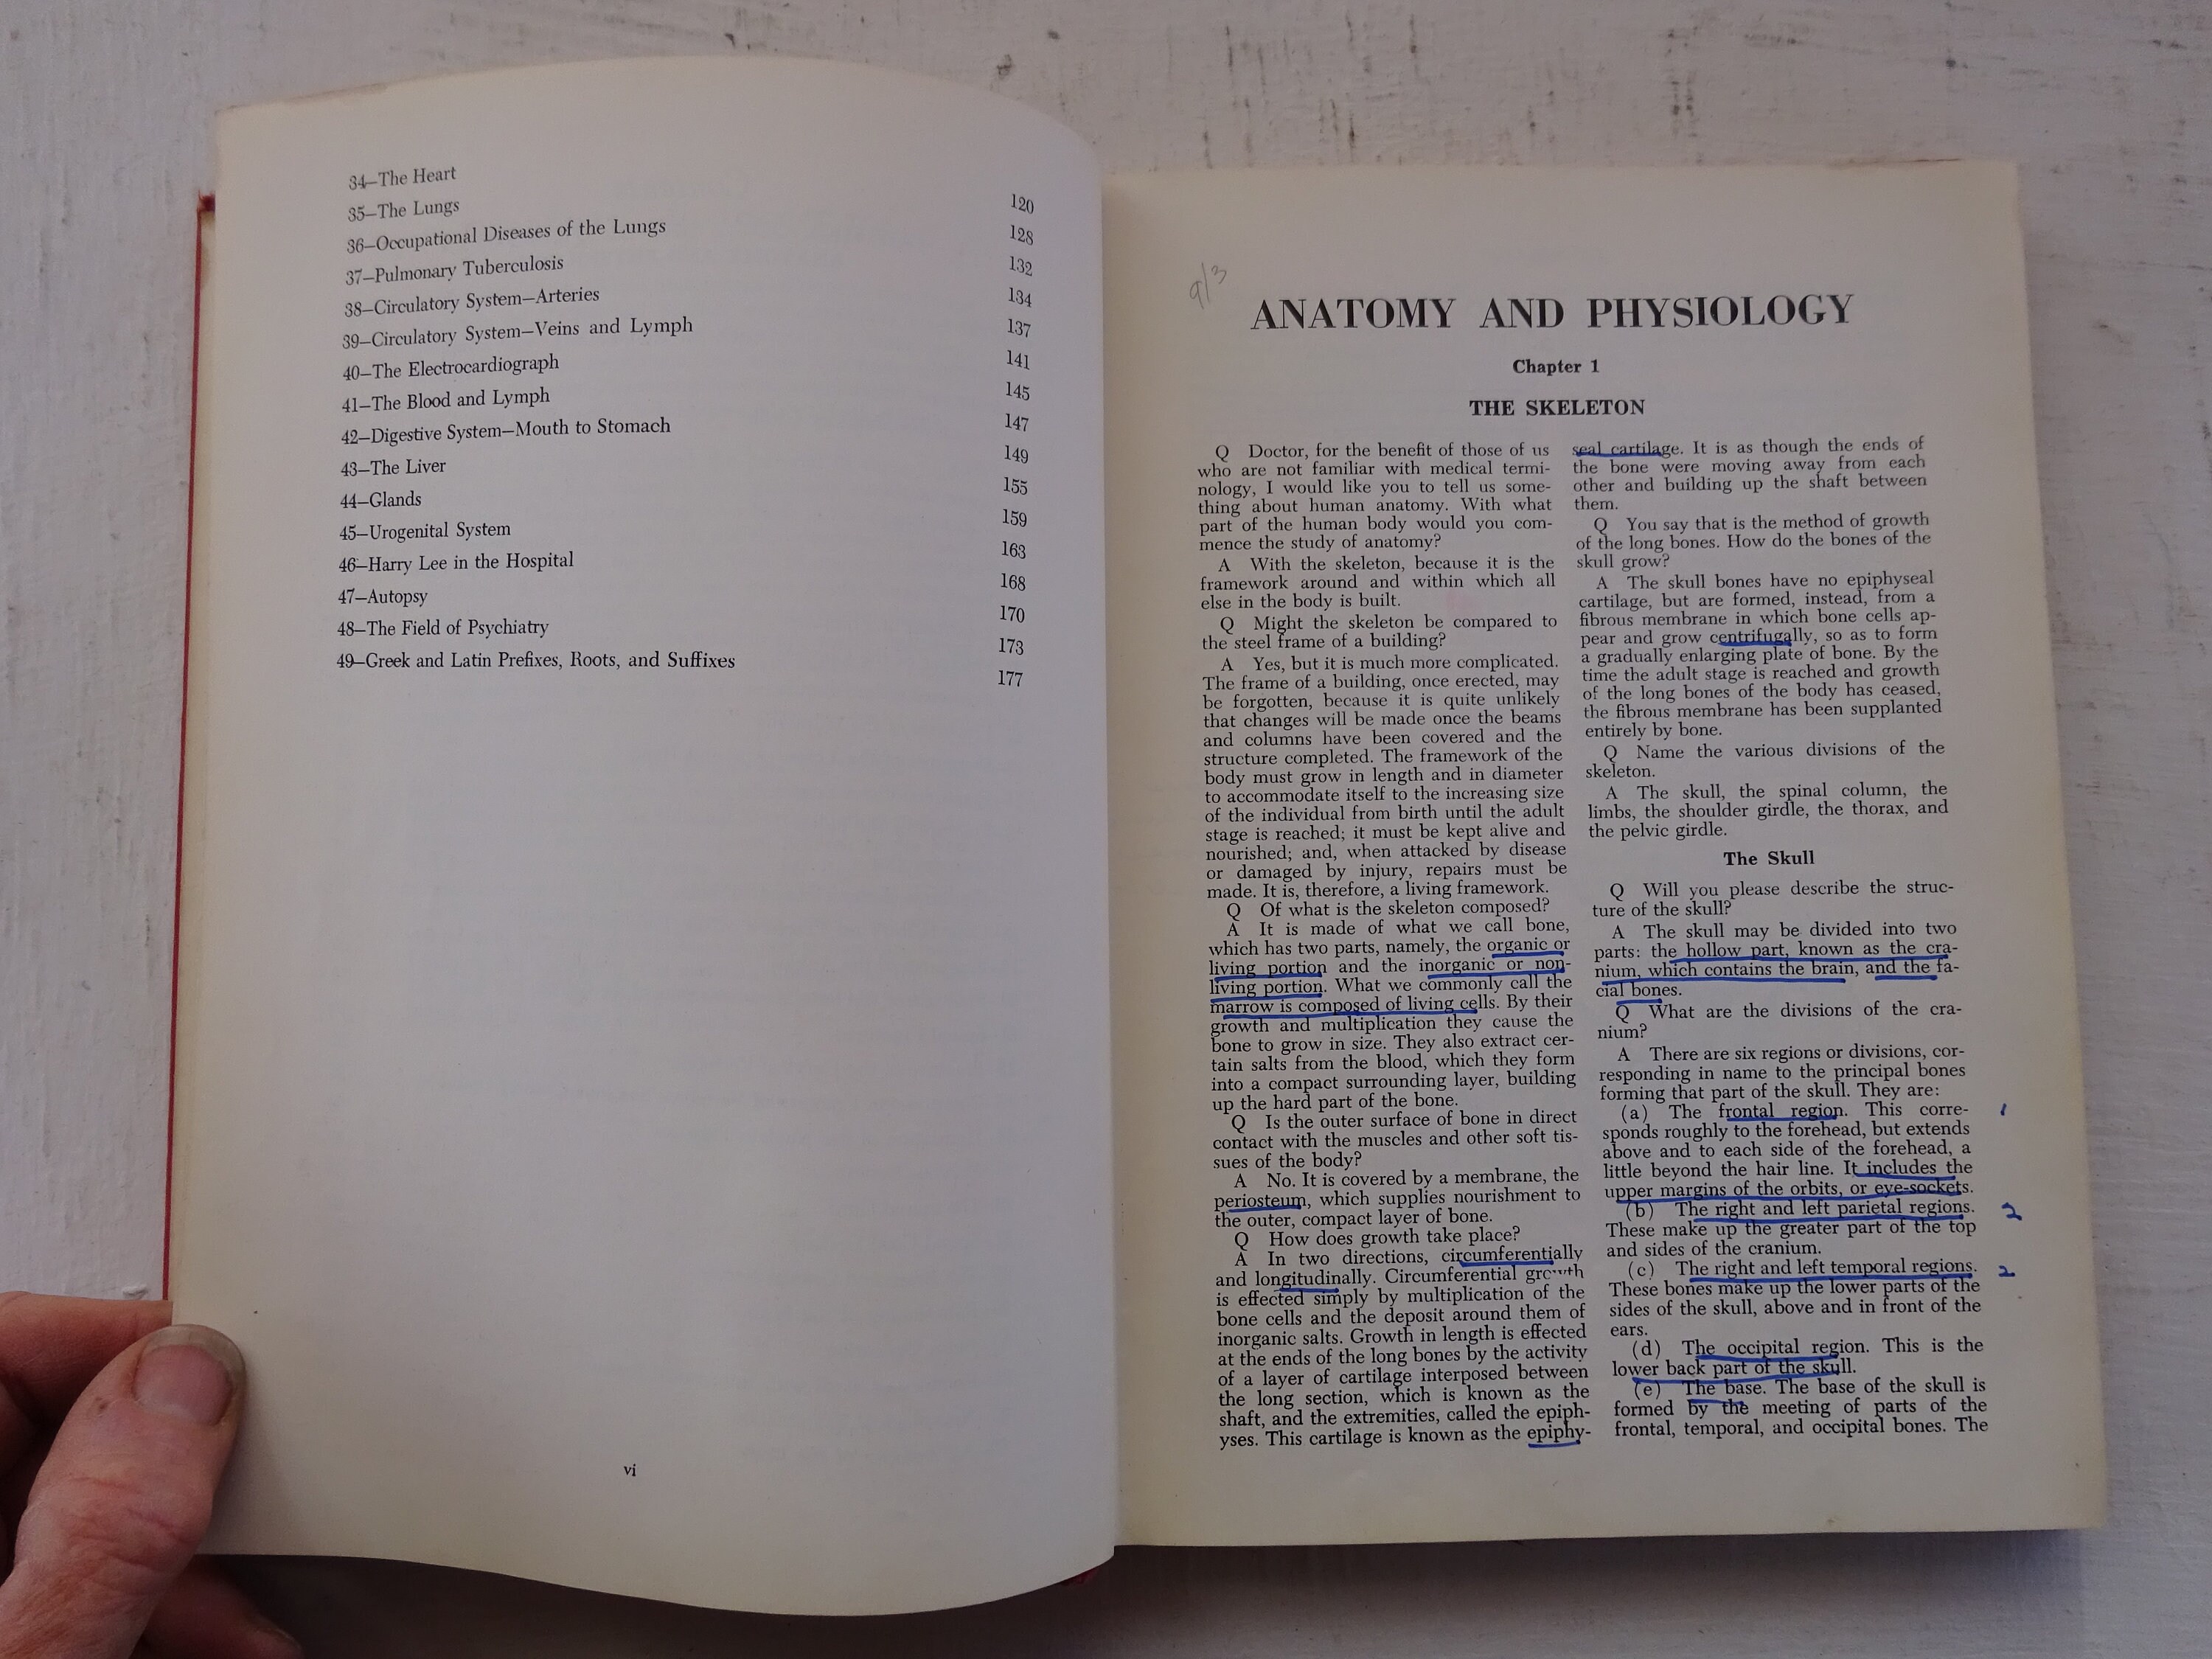 34—The Heart 120
35—The Lungs 128
36—Occupational Diseases of the Lungs 132
37—Pulmonary Tuberculosis 134
38—Circulatory System—Arteries 137
39—Circulatory System—Veins and Lymph 141
40—The Electrocardiograph 145
41—The Blood and Lymph 147
42—Digestive System—Mouth to Stomach 149
43—The Liver 155
44—Glands 159
45—Urogenital System 163
46—Harry Lee in the Hospital 168
47—Autopsy 170
48—The Field of Psychiatry 173
49—Greek and Latin Prefixes, Roots, and Suffixes 177
vi
9/3
ANATOMY AND PHYSIOLOGY
Chapter 1
THE SKELETON
Q Doctor, for the benefit of those of us
who are not familiar with medical termi-
nology, I would like you to tell us some-
thing about human anatomy. With what
part of the human body would you com-
mence the study of anatomy?
A With the skeleton, because it is the
framework around and within which all
else in the body is built.
Q Might the skeleton be compared to
the steel frame of a building?
A Yes, but it is much more complicated.
The frame of a building, once erected, may
be forgotten, because it is quite unlikely
that changes will be made once the beams
and columns have been covered and the
structure completed. The framework of the
body must grow in length and in diameter
to accommodate itself to the increasing size
of the individual from birth until the adult
stage is reached; it must be kept alive and
nourished; and, when attacked by disease
or damaged by injury, repairs must be
made. It is, therefore, a living framework.
Q Of what is the skeleton composed?
A It is made of what we call bone,
which has two parts, namely, the organic or
living portion and the inorganic or non-
living portion. What we commonly call the
marrow is composed of living cells. By their
growth and multiplication they cause the
bone to grow in size. They also extract cer-
tain salts from the blood, which they form
into a compact surrounding layer, building
up the hard part of the bone.
Q Is the outer surface of bone in direct
contact with the muscles and other soft tis-
sues of the body?
A No. It is covered by a membrane, the
periosteum, which supplies nourishment to
the outer, compact layer of bone.
Q How does growth take place?
A In two directions, circumferentially
and longitudinally. Circumferential growth
is effected simply by multiplication of the
bone cells and the deposit around them of
inorganic salts. Growth in length is effected
at the ends of the long bones by the activity
of a layer of cartilage interposed between
the long section, which is known as the
shaft, and the extremities, called the epiph-
yses. This cartilage is known as the epiphy-
seal cartilage. It is as though the ends of
the bone were moving away from each
other and building up the shaft between
them.
Q You say that is the method of growth
of the long bones. How do the bones of the
skull grow?
A The skull bones have no epiphyseal
cartilage, but are formed, instead, from a
fibrous membrane in which bone cells ap-
pear and grow centrifugally, so as to form
a gradually enlarging plate of bone. By the
time the adult stage is reached and growth
of the long bones of the body has ceased,
the fibrous membrane has been supplanted
entirely by bone.
Q Name the various divisions of the
skeleton.
A The skull, the spinal column, the
limbs, the shoulder girdle, the thorax, and
the pelvic girdle.
The Skull
Q Will you please describe the struc-
ture of the skull?
A The skull may be divided into two
parts: the hollow part, known as the cra-
nium, which contains the brain, and the fa-
cial bones.
Q What are the divisions of the cra-
nium?
A There are six regions or divisions, cor-
responding in name to the principal bones
forming that part of the skull. They are:
(a) The frontal region. This corre- 1
sponds roughly to the forehead, but extends
above and to each side of the forehead, a
little beyond the hair line. It includes the
upper margins of the orbits, or eye-sockets.
(b) The right and left parietal regions. 2
These make up the greater part of the top
and sides of the cranium.
(c) The right and left temporal regions. 2
These bones make up the lower parts of the
sides of the skull, above and in front of the
ears.
(d) The occipital region. This is the
lower back part of the skull.
(e) The base. The base of the skull is
formed by the meeting of parts of the
frontal, temporal, and occipital bones. The